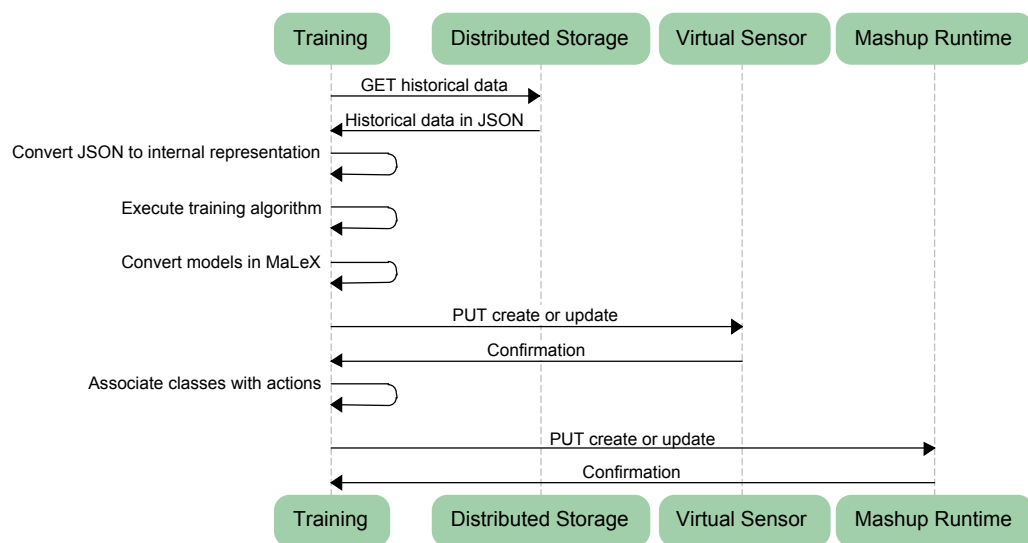 Training
Distributed Storage
Virtual Sensor
Mashup Runtime
GET historical data
Historical data in JSON
Convert JSON to internal representation
Execute training algorithm
Convert models in MaLeX
PUT create or update
Confirmation
Associate classes with actions
PUT create or update
Confirmation
Training
Distributed Storage
Virtual Sensor
Mashup Runtime